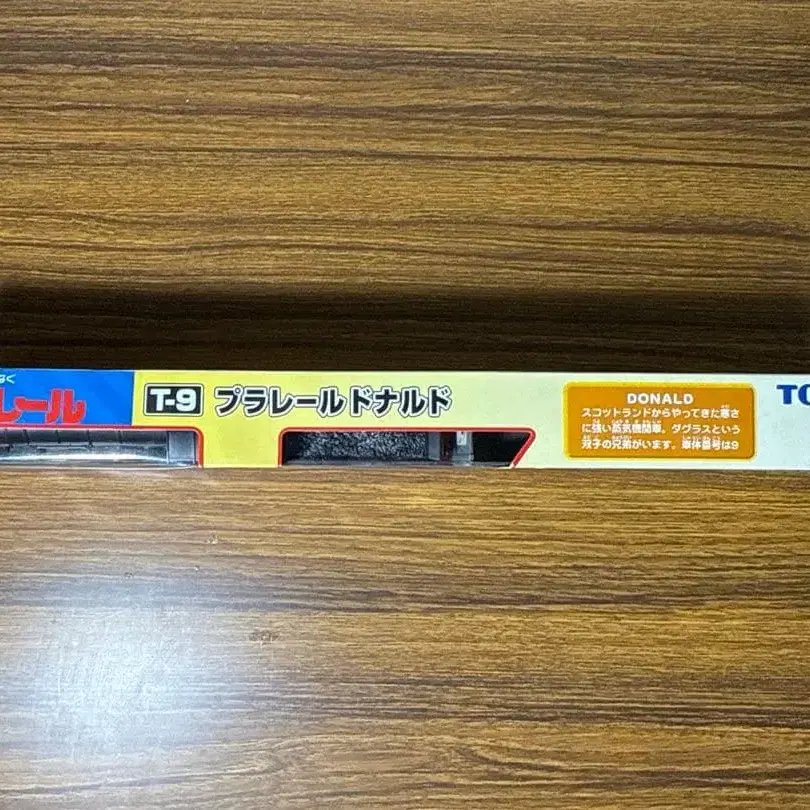 レール
T-9 プラレール ドナルド
DONALD
スコットランドからやってきた寒さ
に強い蒸気機関車。ダグラスという
双子の兄弟がいます。車体番号は9
TO